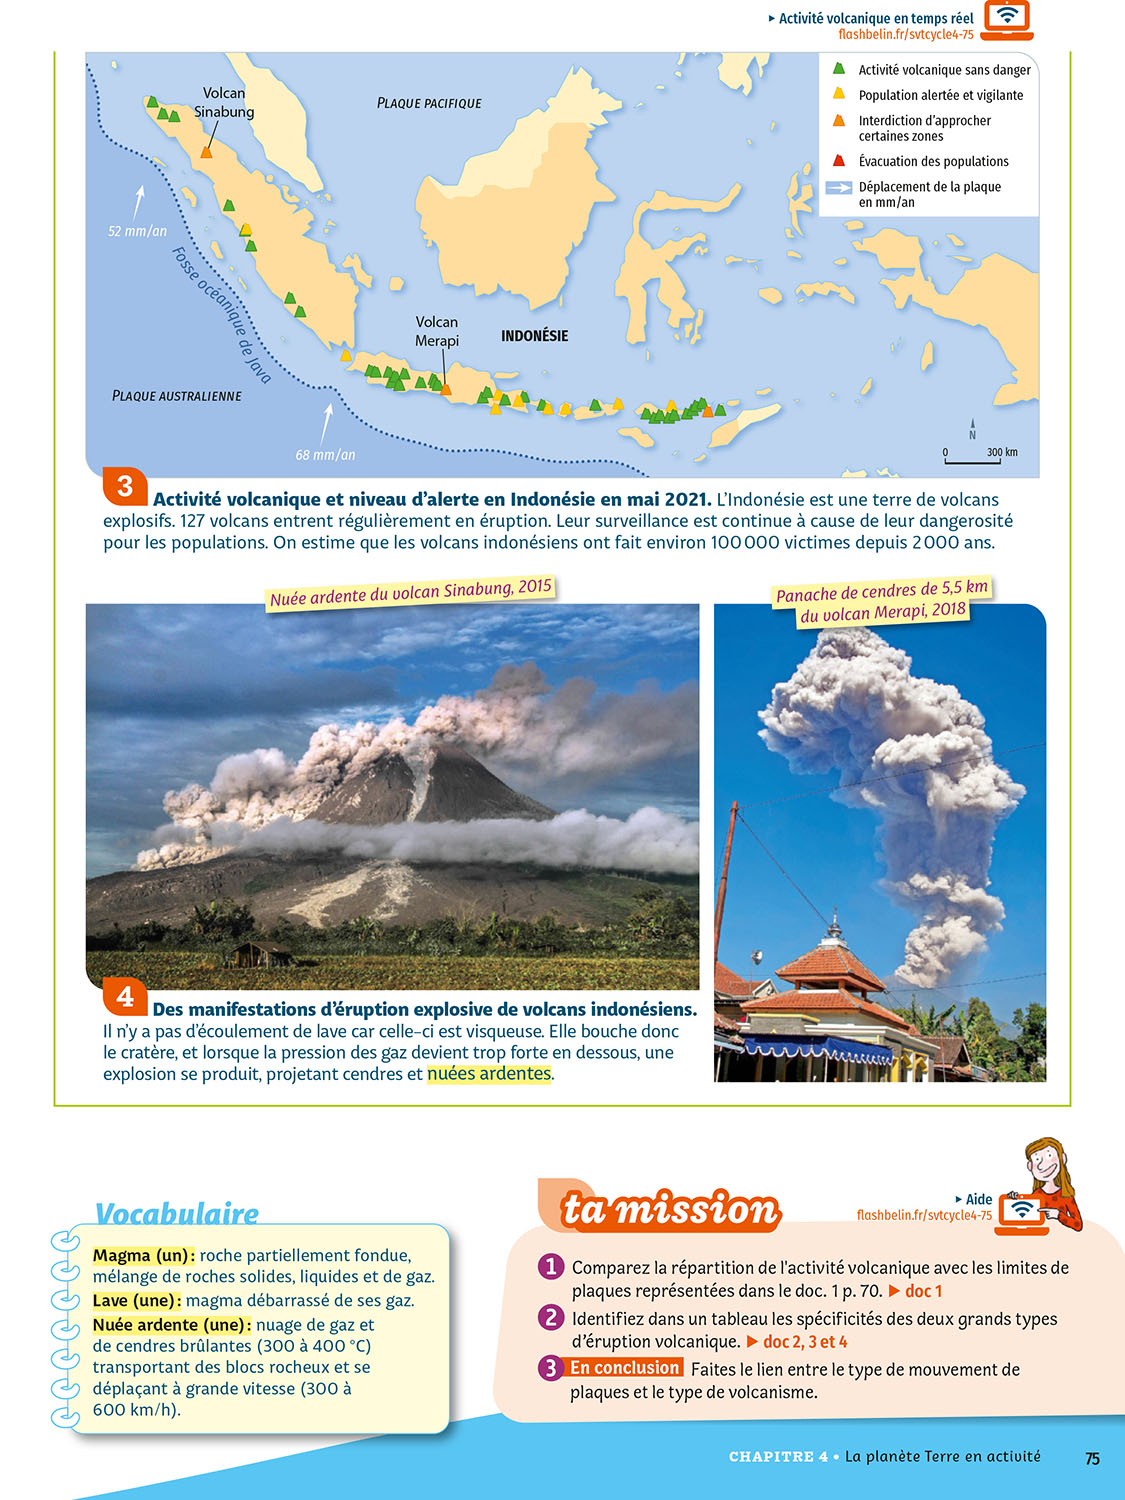 ▸ Activité volcanique en temps réel
flashbelin.fr/svtcycle4-75
Activité volcanique sans danger
Population alertée et vigilante
Interdiction d'approcher
certaines zones
Évacuation des populations
Déplacement de la plaque
en mm/an
Volcan
Sinabung
PLAQUE PACIFIQUE
52 mm/an
Fosse océanique de Java
Volcan
Merapi
INDONÉSIE
PLAQUE AUSTRALIENNE
68 mm/an
N
0 300 km
3 Activité volcanique et niveau d'alerte en Indonésie en mai 2021. L'Indonésie est une terre de volcans
explosifs. 127 volcans entrent régulièrement en éruption. Leur surveillance est continue à cause de leur dangerosité
pour les populations. On estime que les volcans indonésiens ont fait environ 100 000 victimes depuis 2 000 ans.
Nuée ardente du volcan Sinabung, 2015
Panache de cendres de 5,5 km
du volcan Merapi, 2018
4 Des manifestations d'éruption explosive de volcans indonésiens.
Il n'y a pas d'écoulement de lave car celle-ci est visqueuse. Elle bouche donc
le cratère, et lorsque la pression des gaz devient trop forte en dessous, une
explosion se produit, projetant cendres et nuées ardentes.
Vocabulaire
Magma (un) : roche partiellement fondue,
mélange de roches solides, liquides et de gaz.
Lave (une) : magma débarrassé de ses gaz.
Nuée ardente (une) : nuage de gaz et
de cendres brûlantes (300 à 400 °C)
transportant des blocs rocheux et se
déplaçant à grande vitesse (300 à
600 km/h).
ta mission
▸ Aide
flashbelin.fr/svtcycle4-75
1 Comparez la répartition de l'activité volcanique avec les limites de
plaques représentées dans le doc. 1 p. 70. ▶ doc 1
2 Identifiez dans un tableau les spécificités des deux grands types
d'éruption volcanique. ▶ doc 2, 3 et 4
3 En conclusion Faites le lien entre le type de mouvement de
plaques et le type de volcanisme.
CHAPITRE 4 • La planète Terre en activité 75